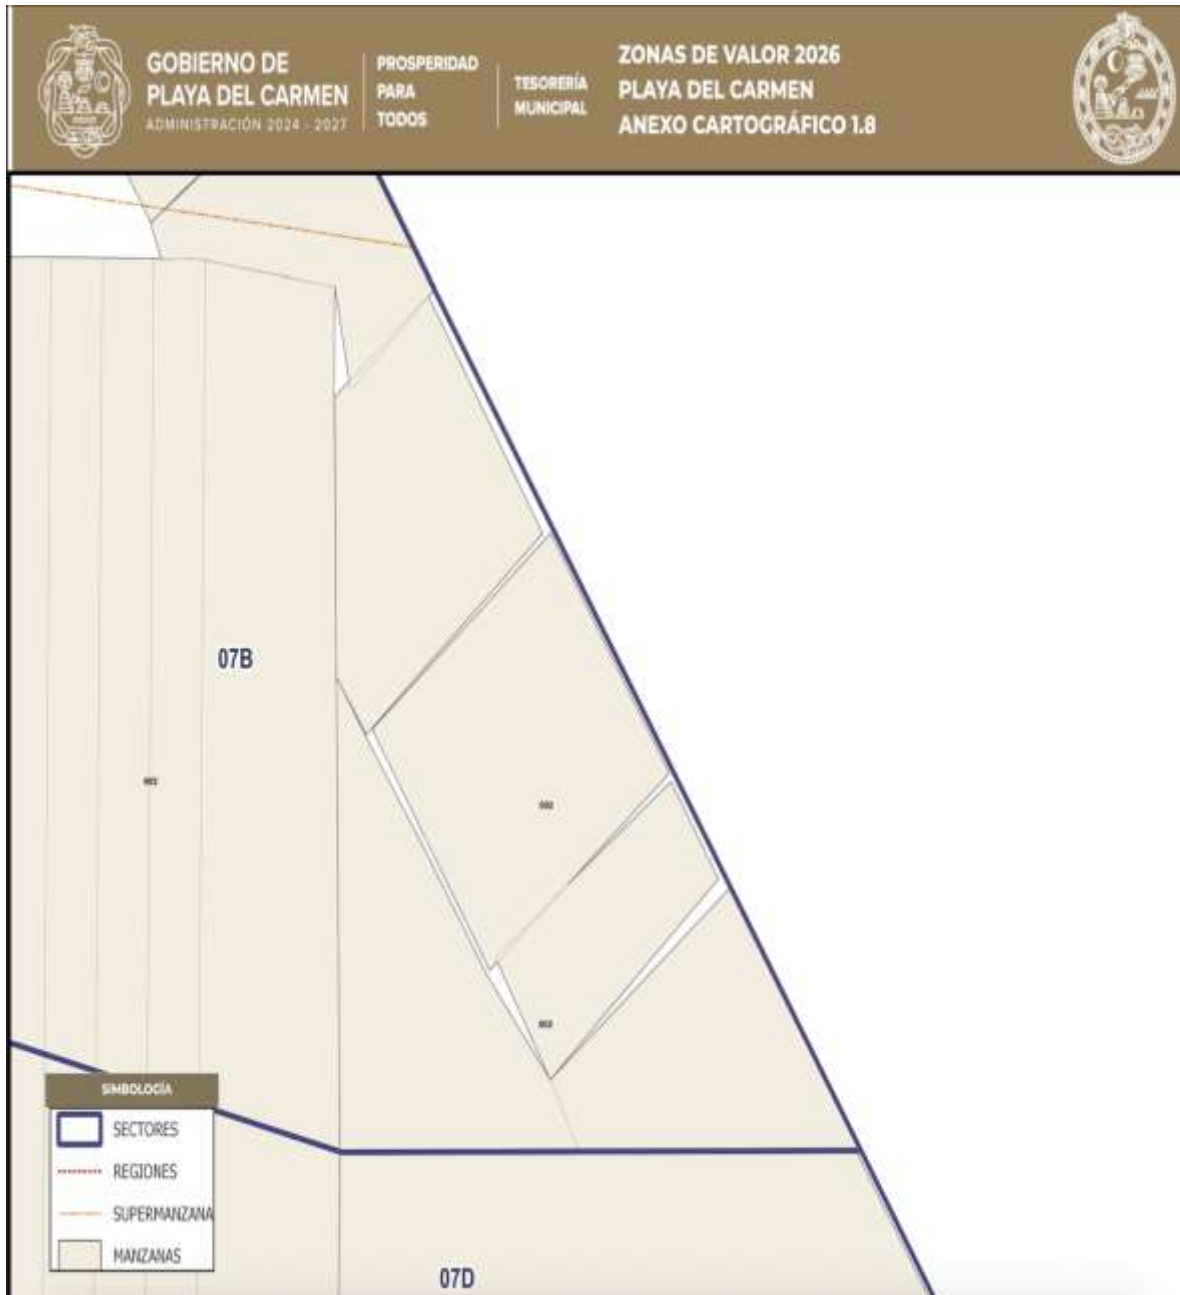 GOBIERNO DE
PLAYA DEL CARMEN
ADMINISTRACIÓN 2024 - 2027
PROSPERIDAD
PARA
TODOS
TESORERÍA
MUNICIPAL
ZONAS DE VALOR 2026
PLAYA DEL CARMEN
ANEXO CARTOGRÁFICO 1.8
07B
002
SIMBOLOGÍA
SECTORES
REGIONES
SUPERMANZANA
MANZANAS
07D